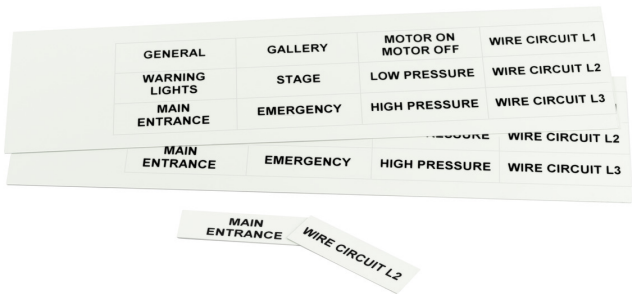 GENERAL GALLERY MOTOR ON WIRE CIRCUIT L1
MOTOR OFF
WARNING STAGE LOW PRESSURE WIRE CIRCUIT L2
LIGHTS
MAIN EMERGENCY HIGH PRESSURE WIRE CIRCUIT L3
ENTRANCE
WIRE CIRCUIT L2
MAIN EMERGENCY HIGH PRESSURE WIRE CIRCUIT L3
ENTRANCE
MAIN
ENTRANCE
WIRE CIRCUIT L2